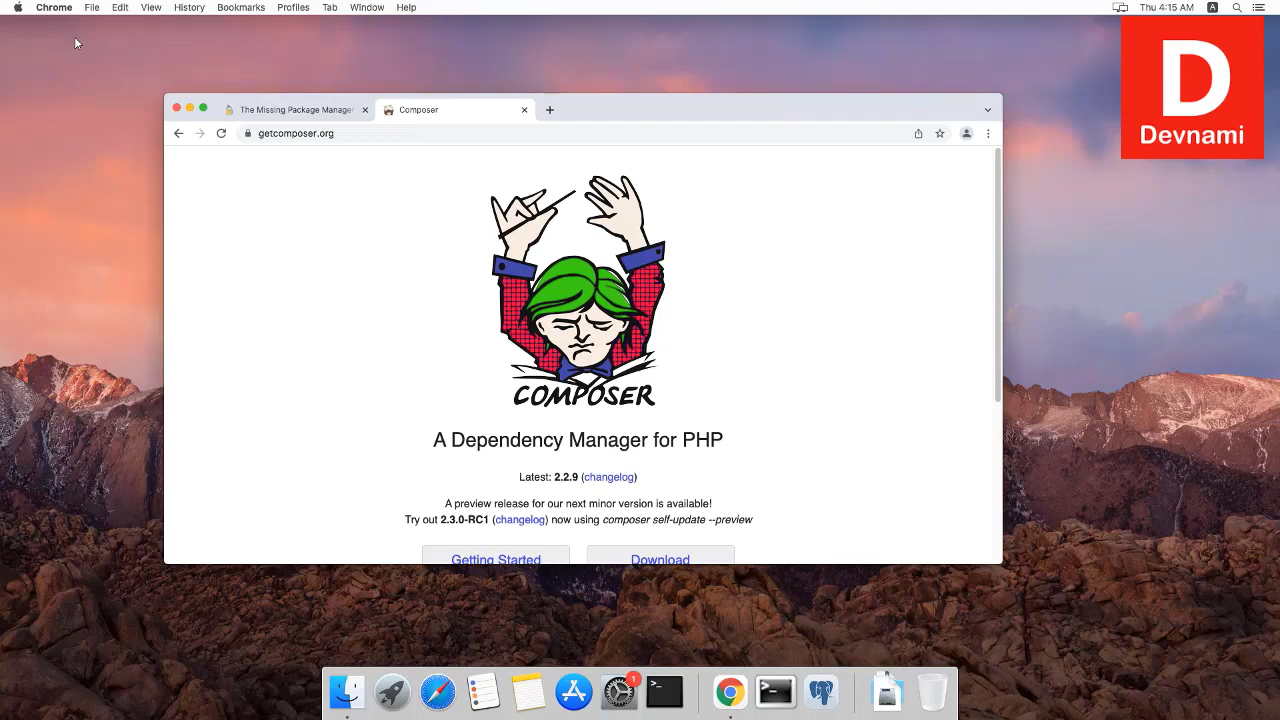 Chrome File Edit View History Bookmarks Profiles Tab Window Help
Thu 4:15 AM A
D
Devnami
The Missing Package Manager
Composer
getcomposer.org
COMPOSER
A Dependency Manager for PHP
Latest: 2.2.9 (changelog)
A preview release for our next minor version is available!
Try out 2.3.0-RC1 (changelog) now using composer self-update --preview
Getting Started
Download
1